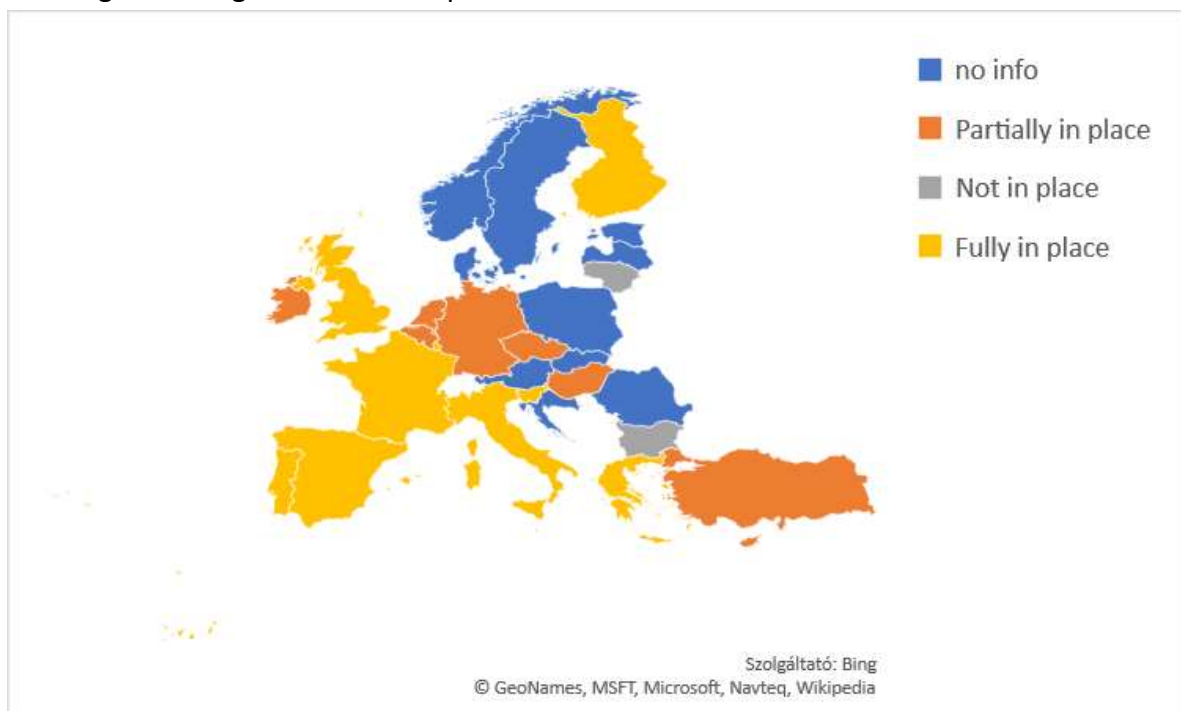 no info
Partially in place
Not in place
Fully in place
Szolgáltató: Bing
© GeoNames, MSFT, Microsoft, Navteq, Wikipedia